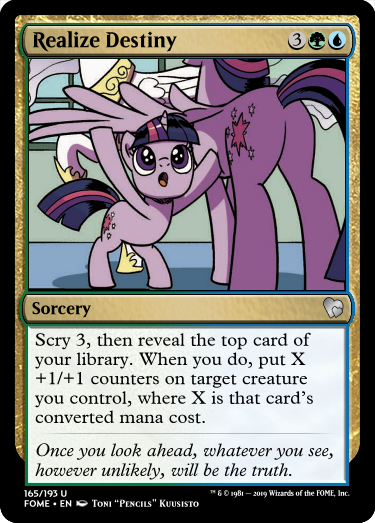 Realize Destiny 3
Sorcery
Scry 3, then reveal the top card of
your library. When you do, put X
+1/+1 counters on target creature
you control, where X is that card's
converted mana cost.
Once you look ahead, whatever you see,
however unlikely, will be the truth.
165/193 U
™ & © 1981 — 2019 Wizards of the FOME, Inc.
FOME • EN Toni "Pencils" Kuusisto